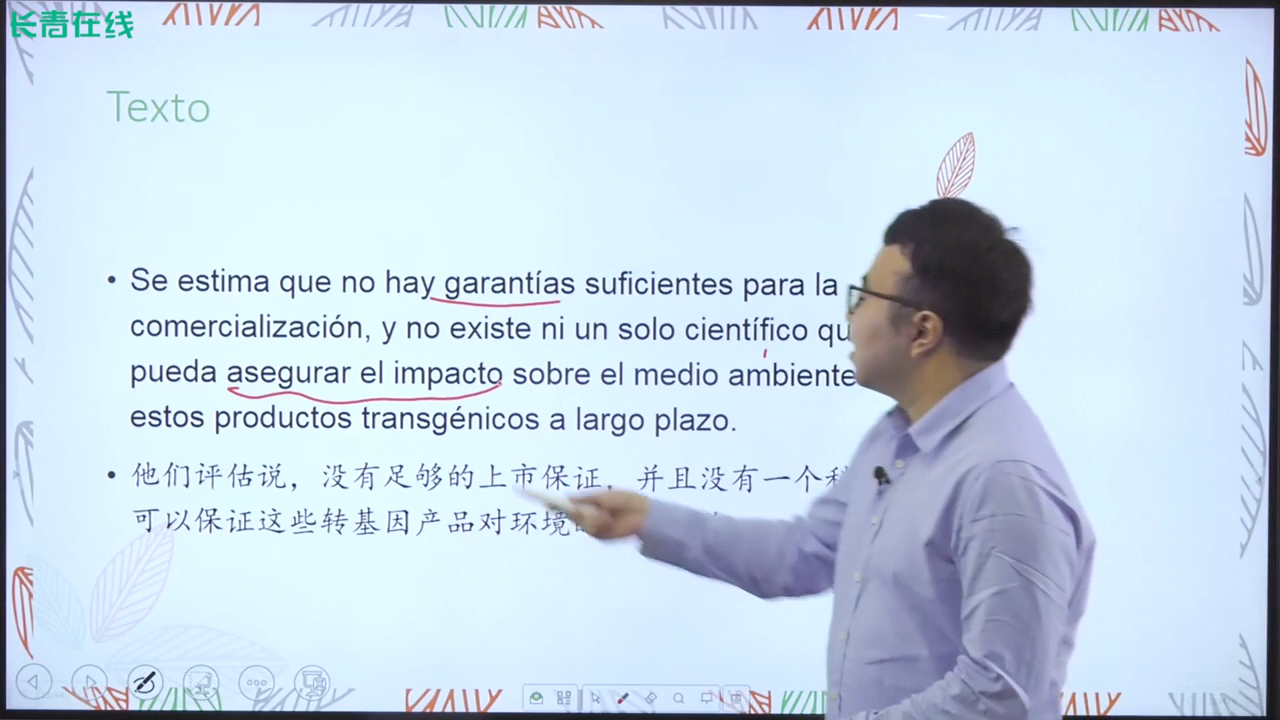 长青在线
Texto
• Se estima que no hay garantías suficientes para la
comercialización, y no existe ni un solo científico
pueda asegurar el impacto sobre el medio ambiente
estos productos transgénicos a largo plazo.
• 他们评估说，没有足够的上市保证，并且没有一个
可以保证这些转基因产品对环境